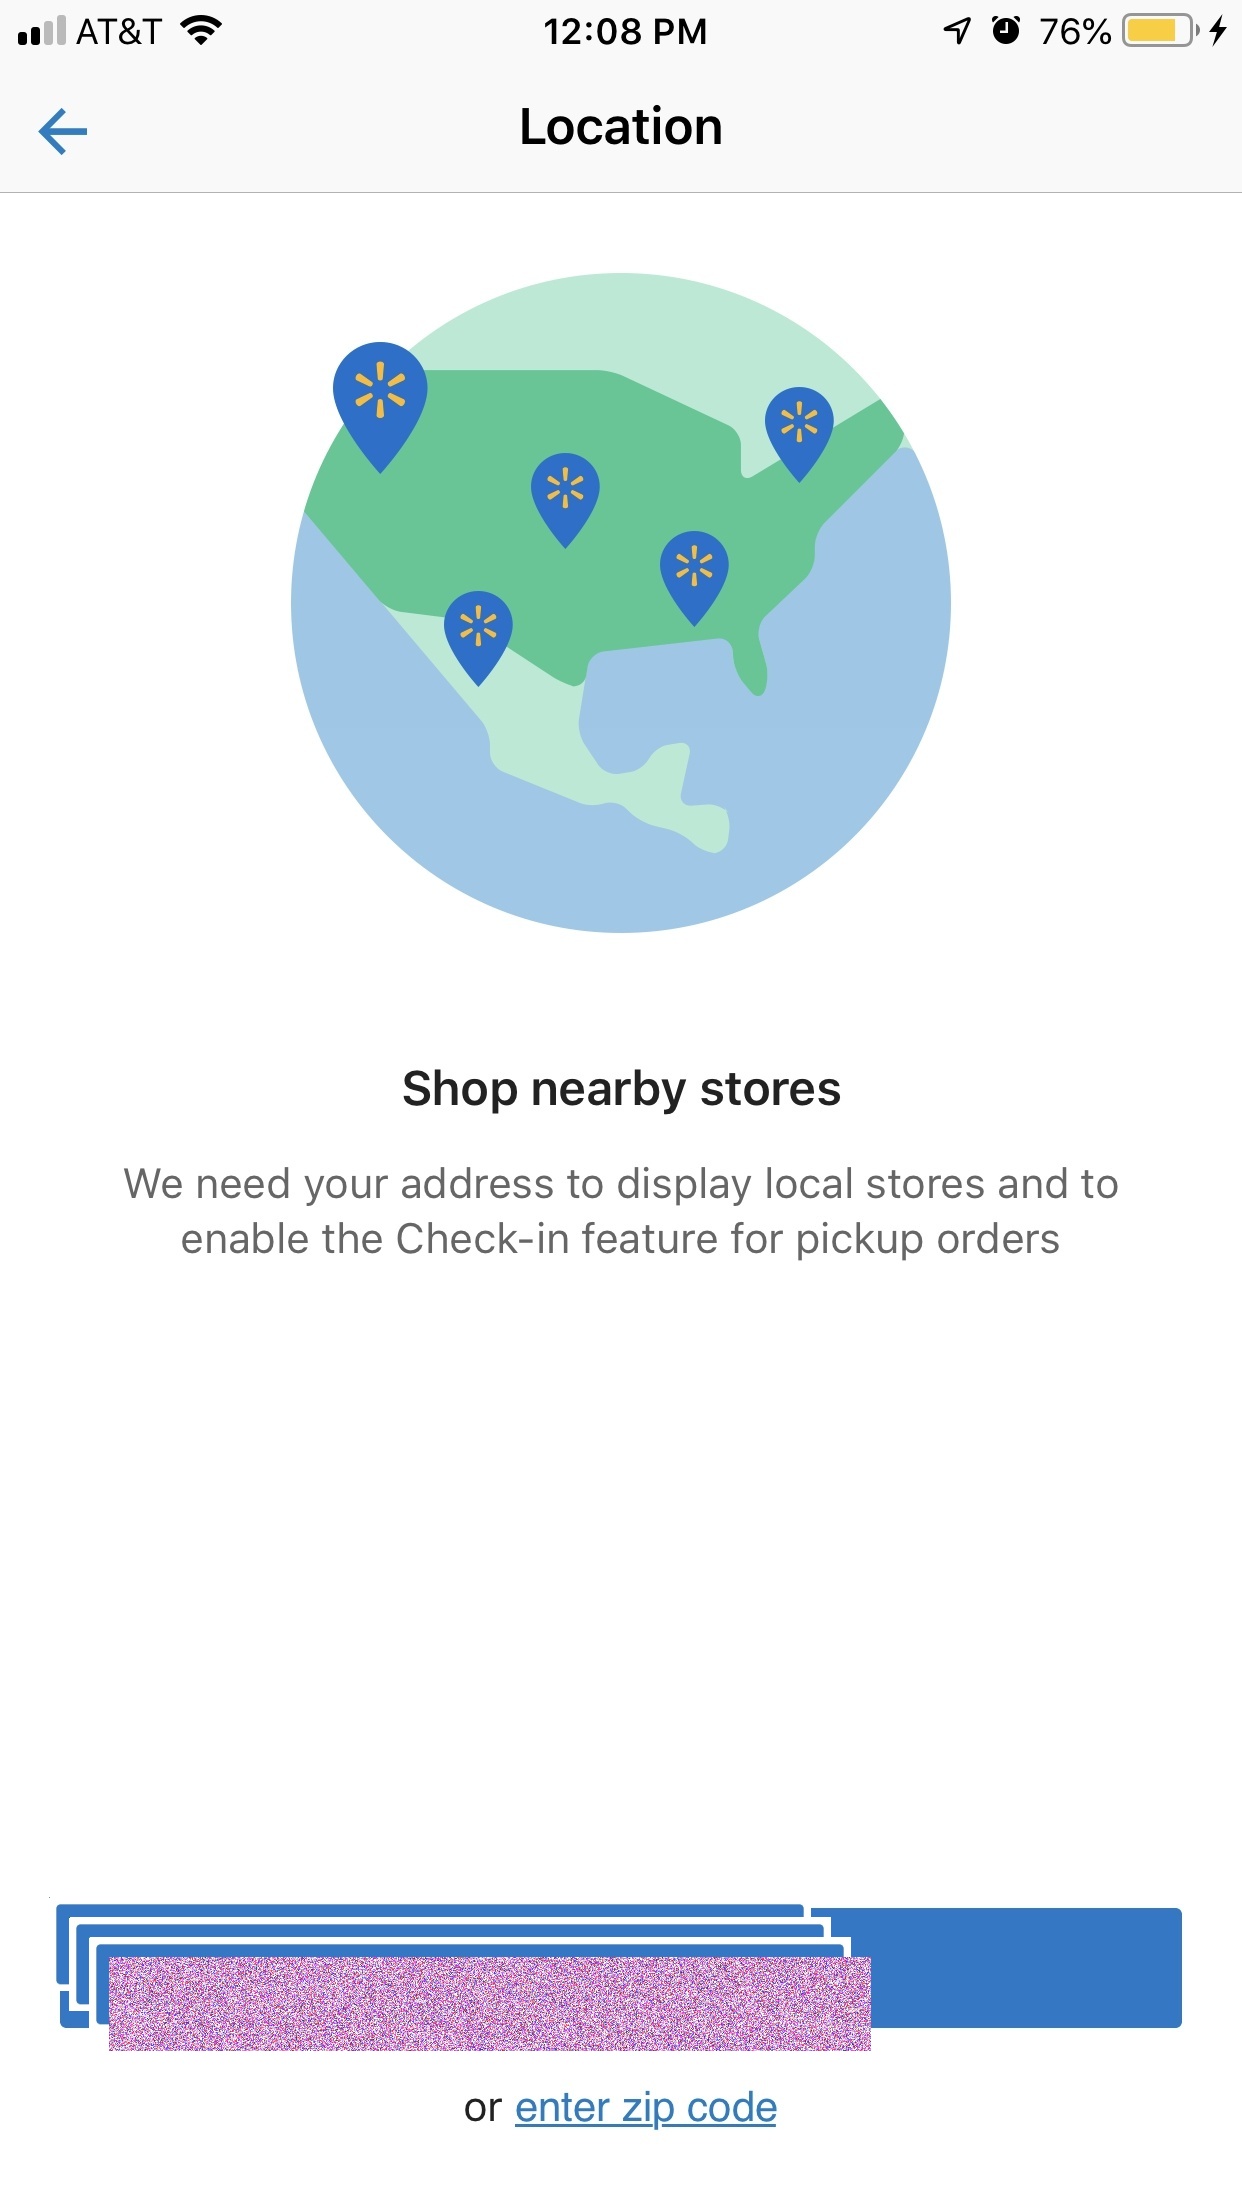 AT&T 12:08 PM 76%
Location
Shop nearby stores
We need your address to display local stores and to
enable the Check-in feature for pickup orders
or enter zip code